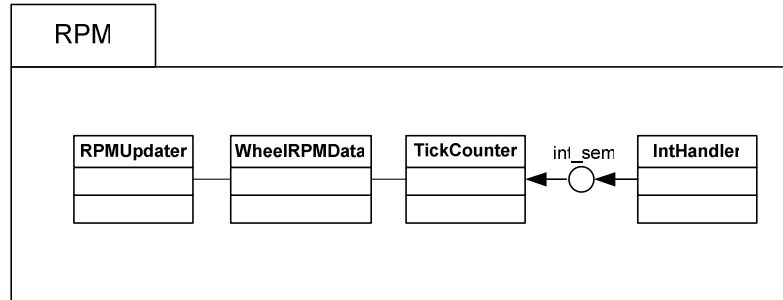 RPM
RPMUpdater
WheelRPMData
TickCounter
int_sem
IntHandler